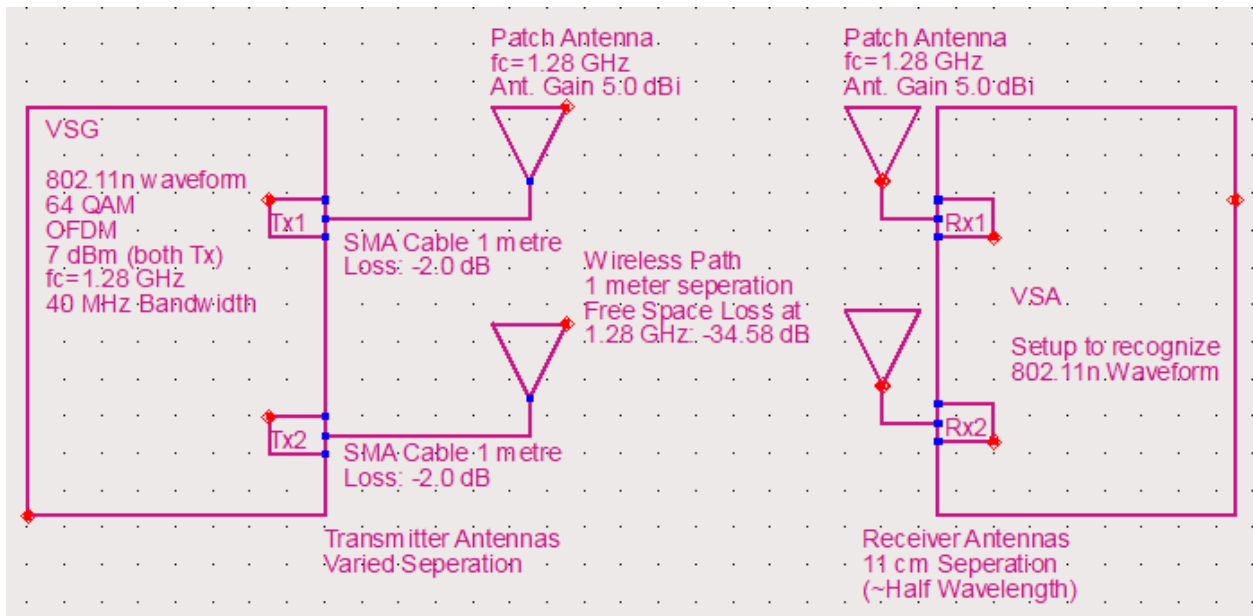 Patch Antenna
fc=1.28 GHz
Ant. Gain 5.0 dBi
Patch Antenna
fc=1.28 GHz
Ant. Gain 5.0 dBi
VSG
802.11n waveform
64 QAM
OFDM
7 dBm (both Tx)
fc=1.28 GHz
40 MHz Bandwidth
Tx1
SMA Cable 1 metre
Loss: -2.0 dB
Wireless Path
1 meter seperation
Free Space Loss at
1.28 GHz: -34.58 dB
Rx1
VSA
Setup to recognize
802.11n Waveform
Tx2
SMA Cable 1 metre
Loss: -2.0 dB
Rx2
Transmitter Antennas
Varied Seperation
Receiver Antennas
11 cm Seperation
(~Half Wavelength)